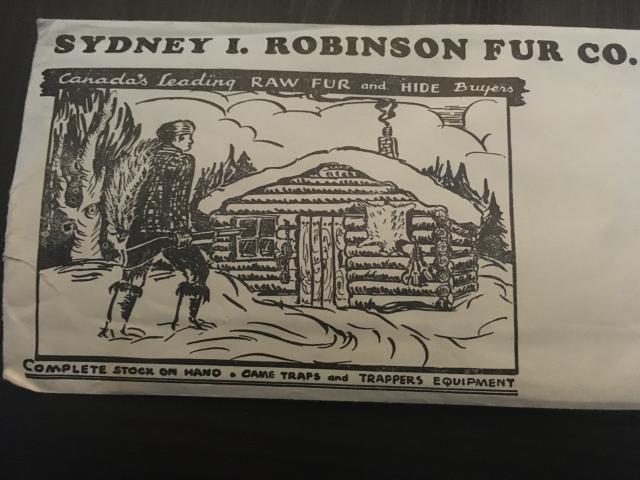 SYDNEY I. ROBINSON FUR CO.
Canada's Leading RAW FUR and HIDE Buyers
COMPLETE STOCK ON HAND • GAME TRAPS and TRAPPERS EQUIPMENT